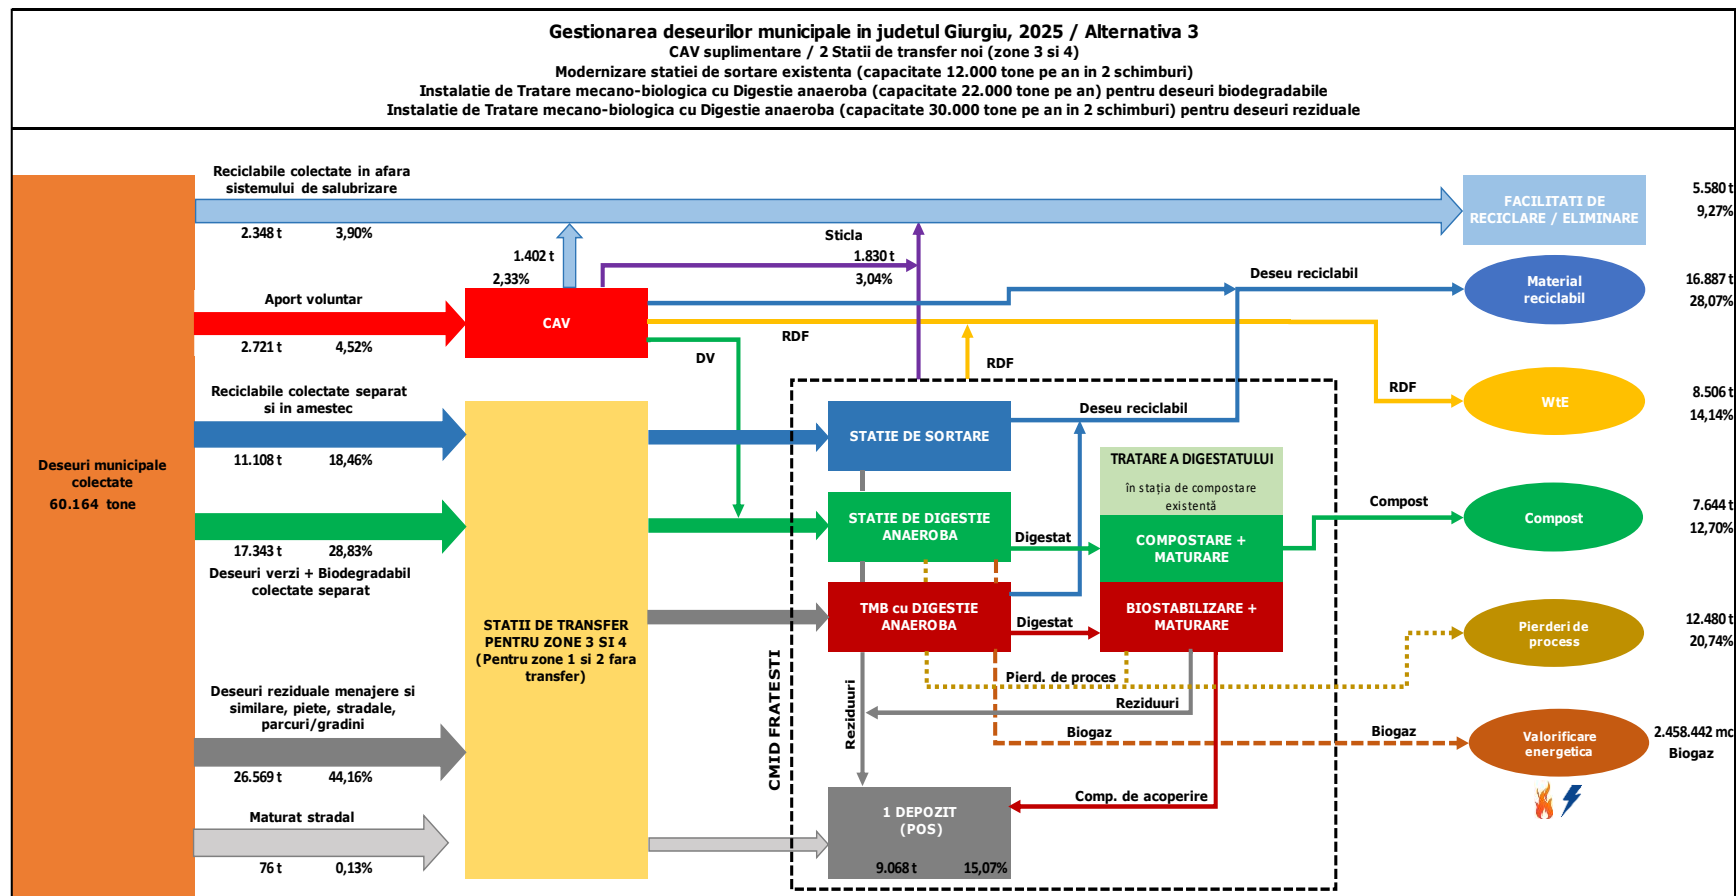 Gestionarea deseurilor municipale in judetul Giurgiu, 2025 / Alternativa 3
CAV suplimentare / 2 Statii de transfer noi (zone 3 si 4)
Modernizare statiei de sortare existenta (capacitate 12.000 tone pe an in 2 schimburi)
Instalatie de Tratare mecano-biologica cu Digestie anaeroba (capacitate 22.000 tone pe an) pentru deseuri biodegradabile
Instalatie de Tratare mecano-biologica cu Digestie anaeroba (capacitate 30.000 tone pe an in 2 schimburi) pentru deseuri reziduale
Reciclabile colectate in afara
sistemului de salubrizare
2.348 t 3,90%
FACILITATI DE
RECICLARE / ELIMINARE
5.580 t
9,27%
1.402 t
2,33%
Sticla
1.830 t
3,04%
Deseu reciclabil
Material
reciclabil
16.887 t
28,07%
Aport voluntar
2.721 t 4,52%
CAV
RDF
DV
RDF
RDF
WtE
8.506 t
14,14%
Reciclabile colectate separat
si in amestec
11.108 t 18,46%
Deseuri municipale
colectate
60.164 tone
STATIE DE SORTARE
Deseu reciclabil
TRATARE A DIGESTATULUI
în stația de compostare
existentă
17.343 t 28,83%
Deseuri verzi + Biodegradabil
colectate separat
STATIE DE DIGESTIE
ANAEROBA
Digestat
COMPOSTARE +
MATURARE
Compost
Compost
7.644 t
12,70%
STATII DE TRANSFER
PENTRU ZONE 3 SI 4
(Pentru zone 1 si 2 fara
transfer)
TMB cu DIGESTIE
ANAEROBA
Digestat
BIOSTABILIZARE +
MATURARE
Pierderi de
process
12.480 t
20,74%
Pierd. de proces
Reziduuri
Reziduuri
CMID FRATESTI
Deseuri reziduale menajere si
similare, piete, stradale,
parcuri/gradini
26.569 t 44,16%
Biogaz
Biogaz
Valorificare
energetica
2.458.442 mc
Biogaz
Comp. de acoperire
Maturat stradal
76 t 0,13%
1 DEPOZIT
(POS)
9.068 t 15,07%